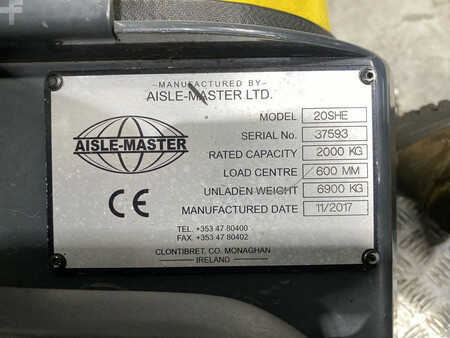 –MANUFACTURED BY–
AISLE-MASTER LTD.
AISLE-MASTER
CE
MODEL 20SHE
SERIAL No. 37593
RATED CAPACITY 2000 KG
LOAD CENTRE /600 MM
UNLADEN WEIGHT 6900 KG
MANUFACTURED DATE 11/2017
TEL. +353 47 80400
FAX. +353 47 80402
CLONTIBRET, CO. MONAGHAN
IRELAND